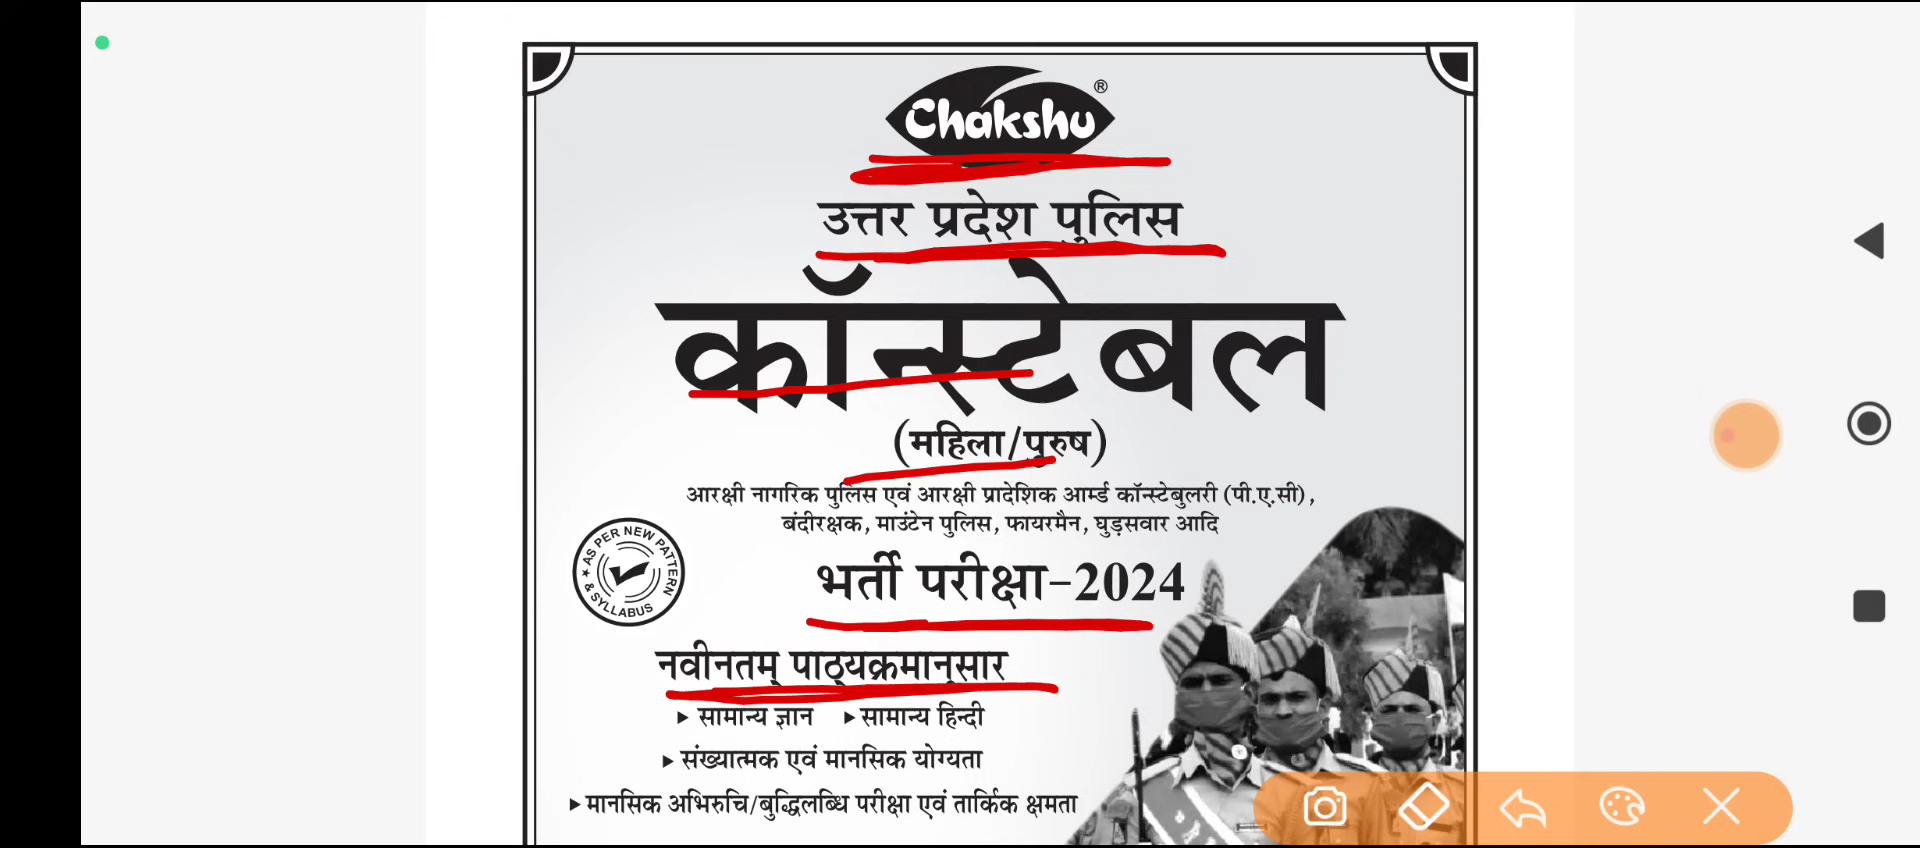 Chakshu®
उत्तर प्रदेश पुलिस
कॉन्स्टेबल
(महिला/पुरुष)
आरक्षी नागरिक पुलिस एवं आरक्षी प्रादेशिक आर्म्ड कॉन्स्टेबुलरी (पी.ए.सी),
बंदीरक्षक, माउंटेन पुलिस, फायरमैन, घुड़सवार आदि
AS PER NEW PATTERN
& SYLLABUS
भर्ती परीक्षा-2024
नवीनतम् पाठ्यक्रमानुसार
सामान्य ज्ञान सामान्य हिन्दी
संख्यात्मक एवं मानसिक योग्यता
मानसिक अभिरुचि/बुद्धिलब्धि परीक्षा एवं तार्किक क्षमता